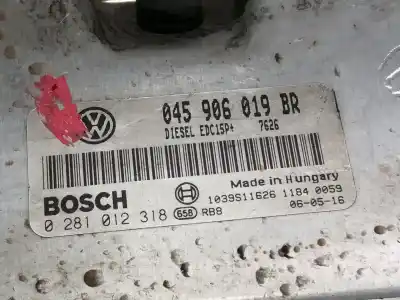 045 906 019 BR
DIESEL EDC15P+ 7626
Made in Hungary
BOSCH
1039S11626 1184 0059
0 281 012 318 658 RB8 06-05-16